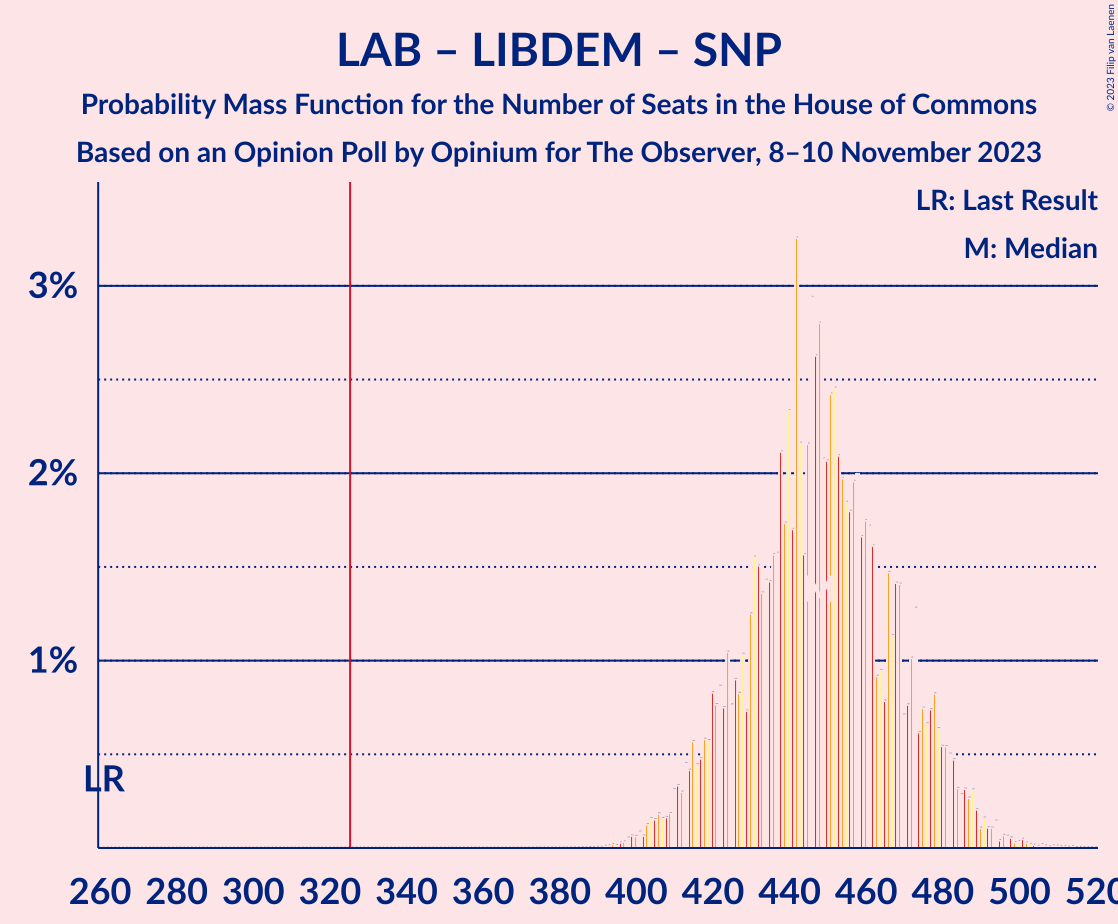 LAB – LIBDEM – SNP
Probability Mass Function for the Number of Seats in the House of Commons
Based on an Opinion Poll by Opinium for The Observer, 8–10 November 2023
© 2023 Filip van Laenen
LR: Last Result
M: Median
3%
2%
1%
LR
M
260 280 300 320 340 360 380 400 420 440 460 480 500 520